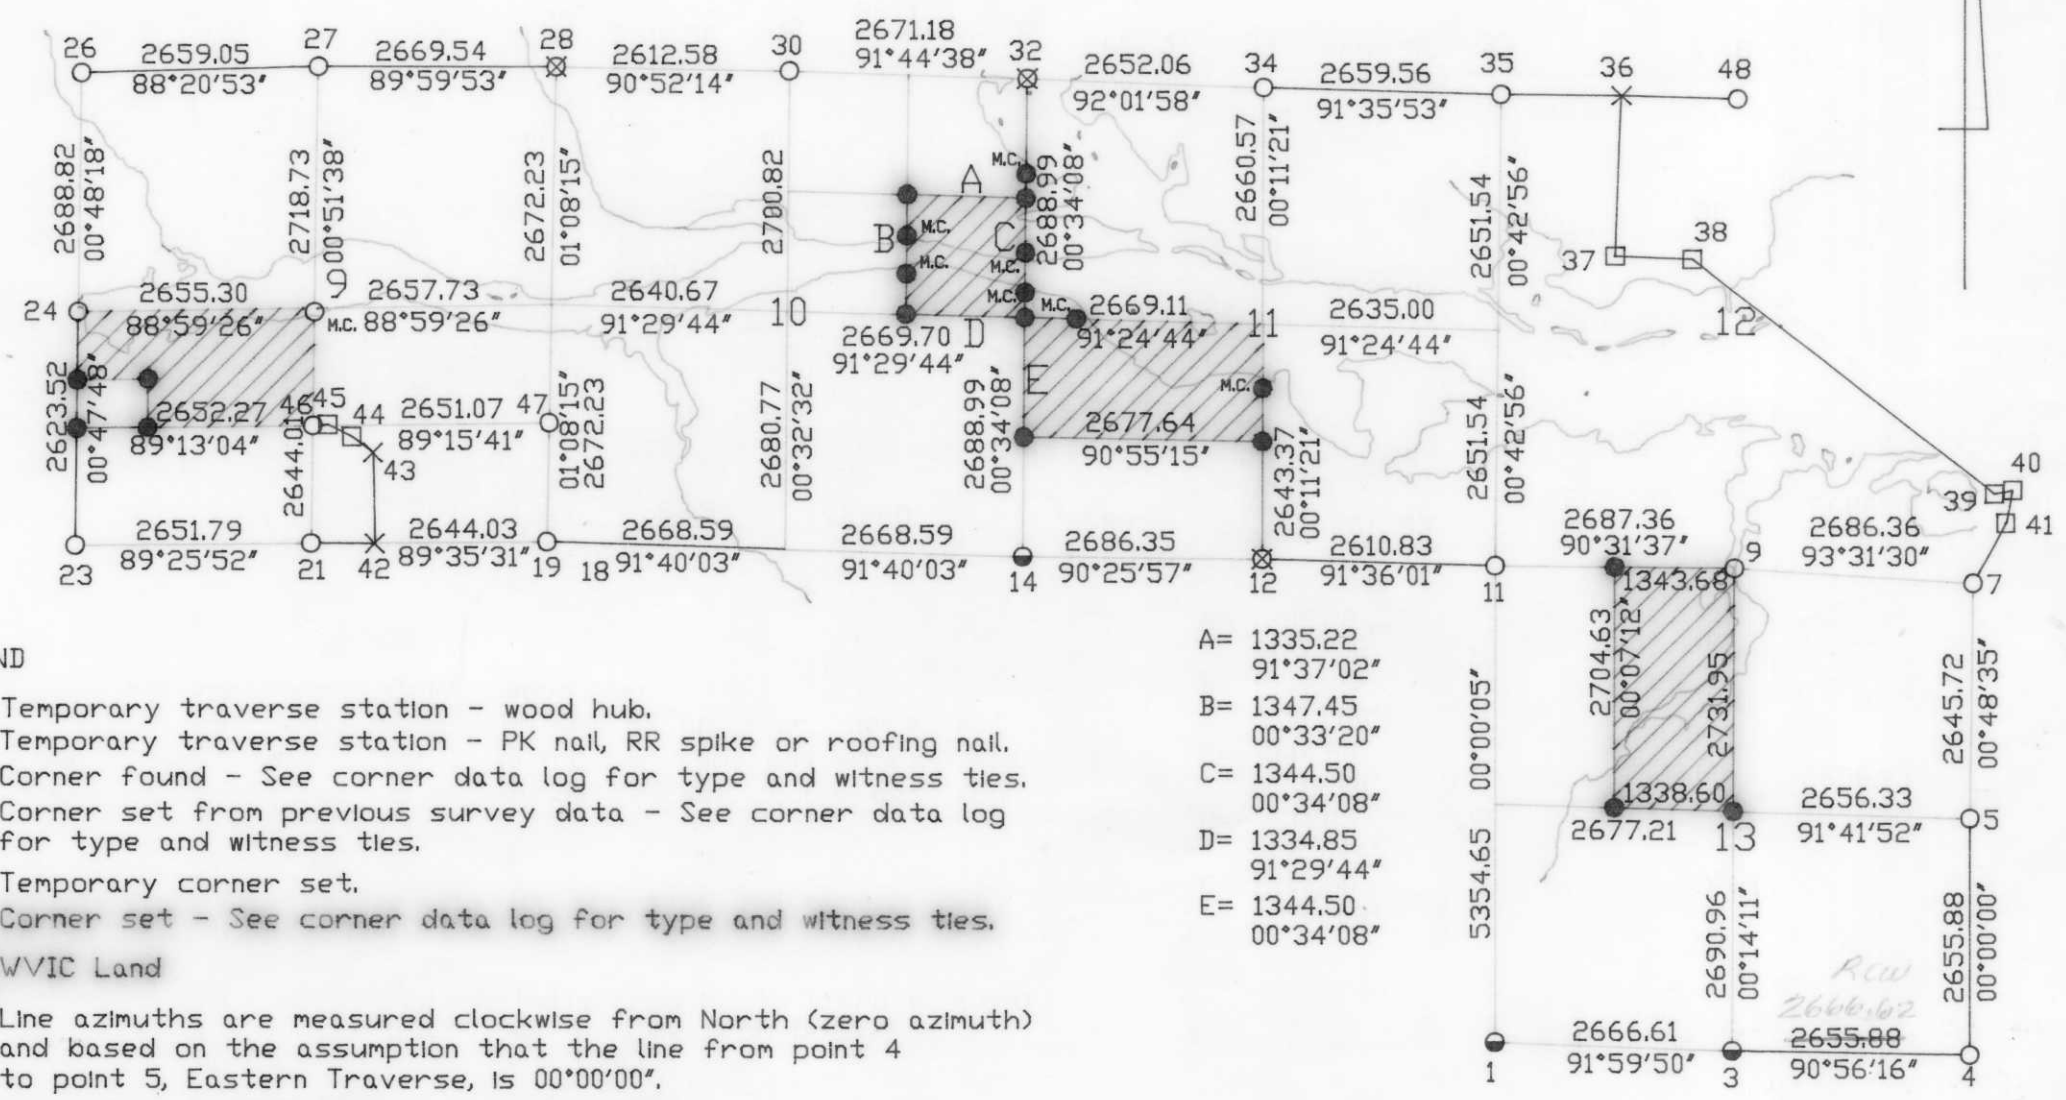 2671.18
26 2659.05 27 2669.54 28 2612.58 30 91°44'38" 32 2652.06 34 2659.56 35 36 48
88°20'53" 89°59'53" 90°52'14" 92°01'58" 91°35'53"
2688.82
00°48'18"
2718.73
00°51'38"
2672.23
01°08'15"
2700.82
M.C.
A
B
M.C.
C
M.C.
M.C.
M.C.
2688.99
00°34'08"
2660.57
00°11'21"
2651.54
00°42'56"
37 38
24 2655.30 9 2657.73 2640.67 10 M.C. 2669.11 11 2635.00 12
88°59'26" M.C. 88°59'26" 91°29'44" 2669.70 D 91°24'44" 91°24'44"
91°29'44"
2623.52
00°47'48"
46 45 44 2651.07 47
2652.27
89°13'04" 89°15'41"
43
2644.01
01°08'15"
2672.23
2680.77
00°32'32"
2688.99
00°34'08"
E
M.C.
2677.64
90°55'15"
2643.37
00°11'21"
2651.54
00°42'56"
40
39
41
2651.79 2644.03 2668.59 2668.59 2686.35 2610.83 2687.36 9 2686.36
89°25'52" 89°35'31" 91°40'03" 91°40'03" 90°25'57" 91°36'01" 90°31'37" 93°31'30"
23 21 42 19 18 14 12 11 7
1343.68
2704.63
00°07'12"
2731.95
00°00'05"
2645.72
00°48'35"
1338.60 2656.33 5
2677.21 13 91°41'52"
5354.65
2690.96
00°14'11"
2655.88
00°00'00"
RCW
2666.62
2666.61 2655.88
91°59'50" 90°56'16"
1 3 4
A= 1335.22
91°37'02"
B= 1347.45
00°33'20"
C= 1344.50
00°34'08"
D= 1334.85
91°29'44"
E= 1344.50
00°34'08"
ND
Temporary traverse station - wood hub.
Temporary traverse station - PK nail, RR spike or roofing nail.
Corner found - See corner data log for type and witness ties.
Corner set from previous survey data - See corner data log
for type and witness ties.
Temporary corner set.
Corner set - See corner data log for type and witness ties.
WVIC Land
Line azimuths are measured clockwise from North (zero azimuth)
and based on the assumption that the line from point 4
to point 5, Eastern Traverse, is 00°00'00".